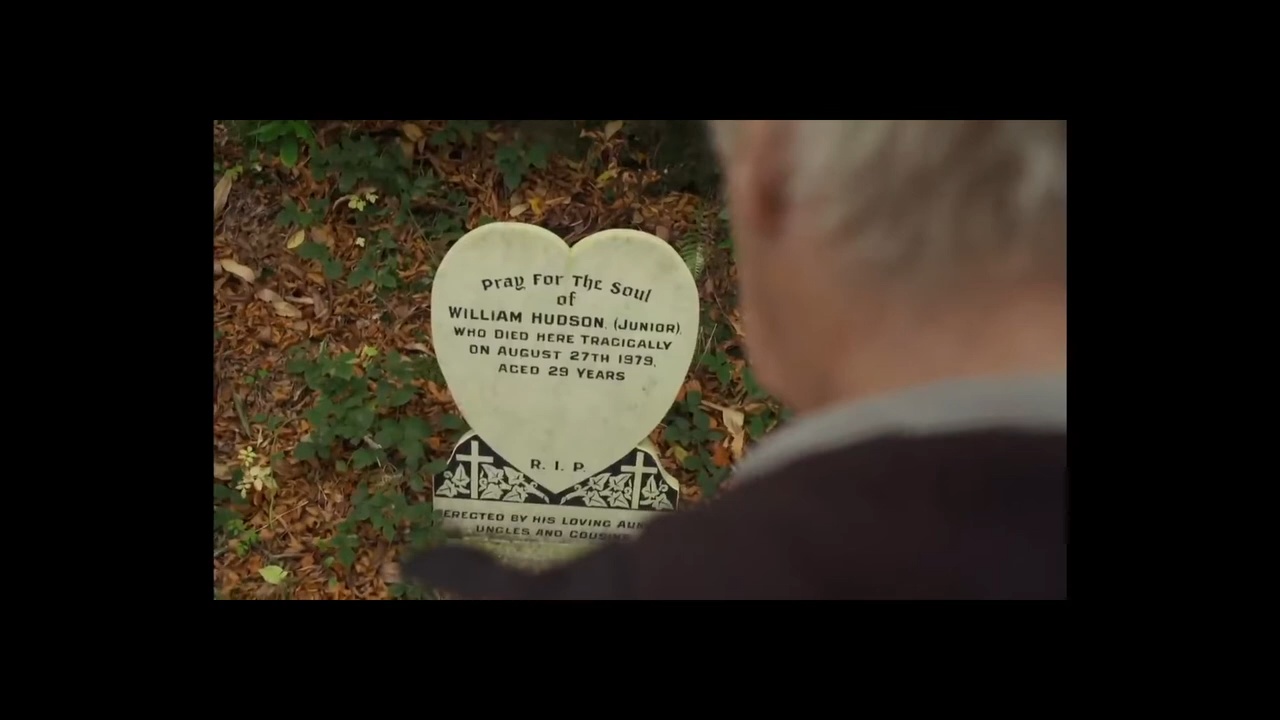 Pray For The Soul
of
WILLIAM HUDSON. (JUNIOR).
WHO DIED HERE TRAGICALLY
ON AUGUST 27TH 1979,
AGED 29 YEARS
R. I. P.
ERECTED BY HIS LOVING
UNCLES AND